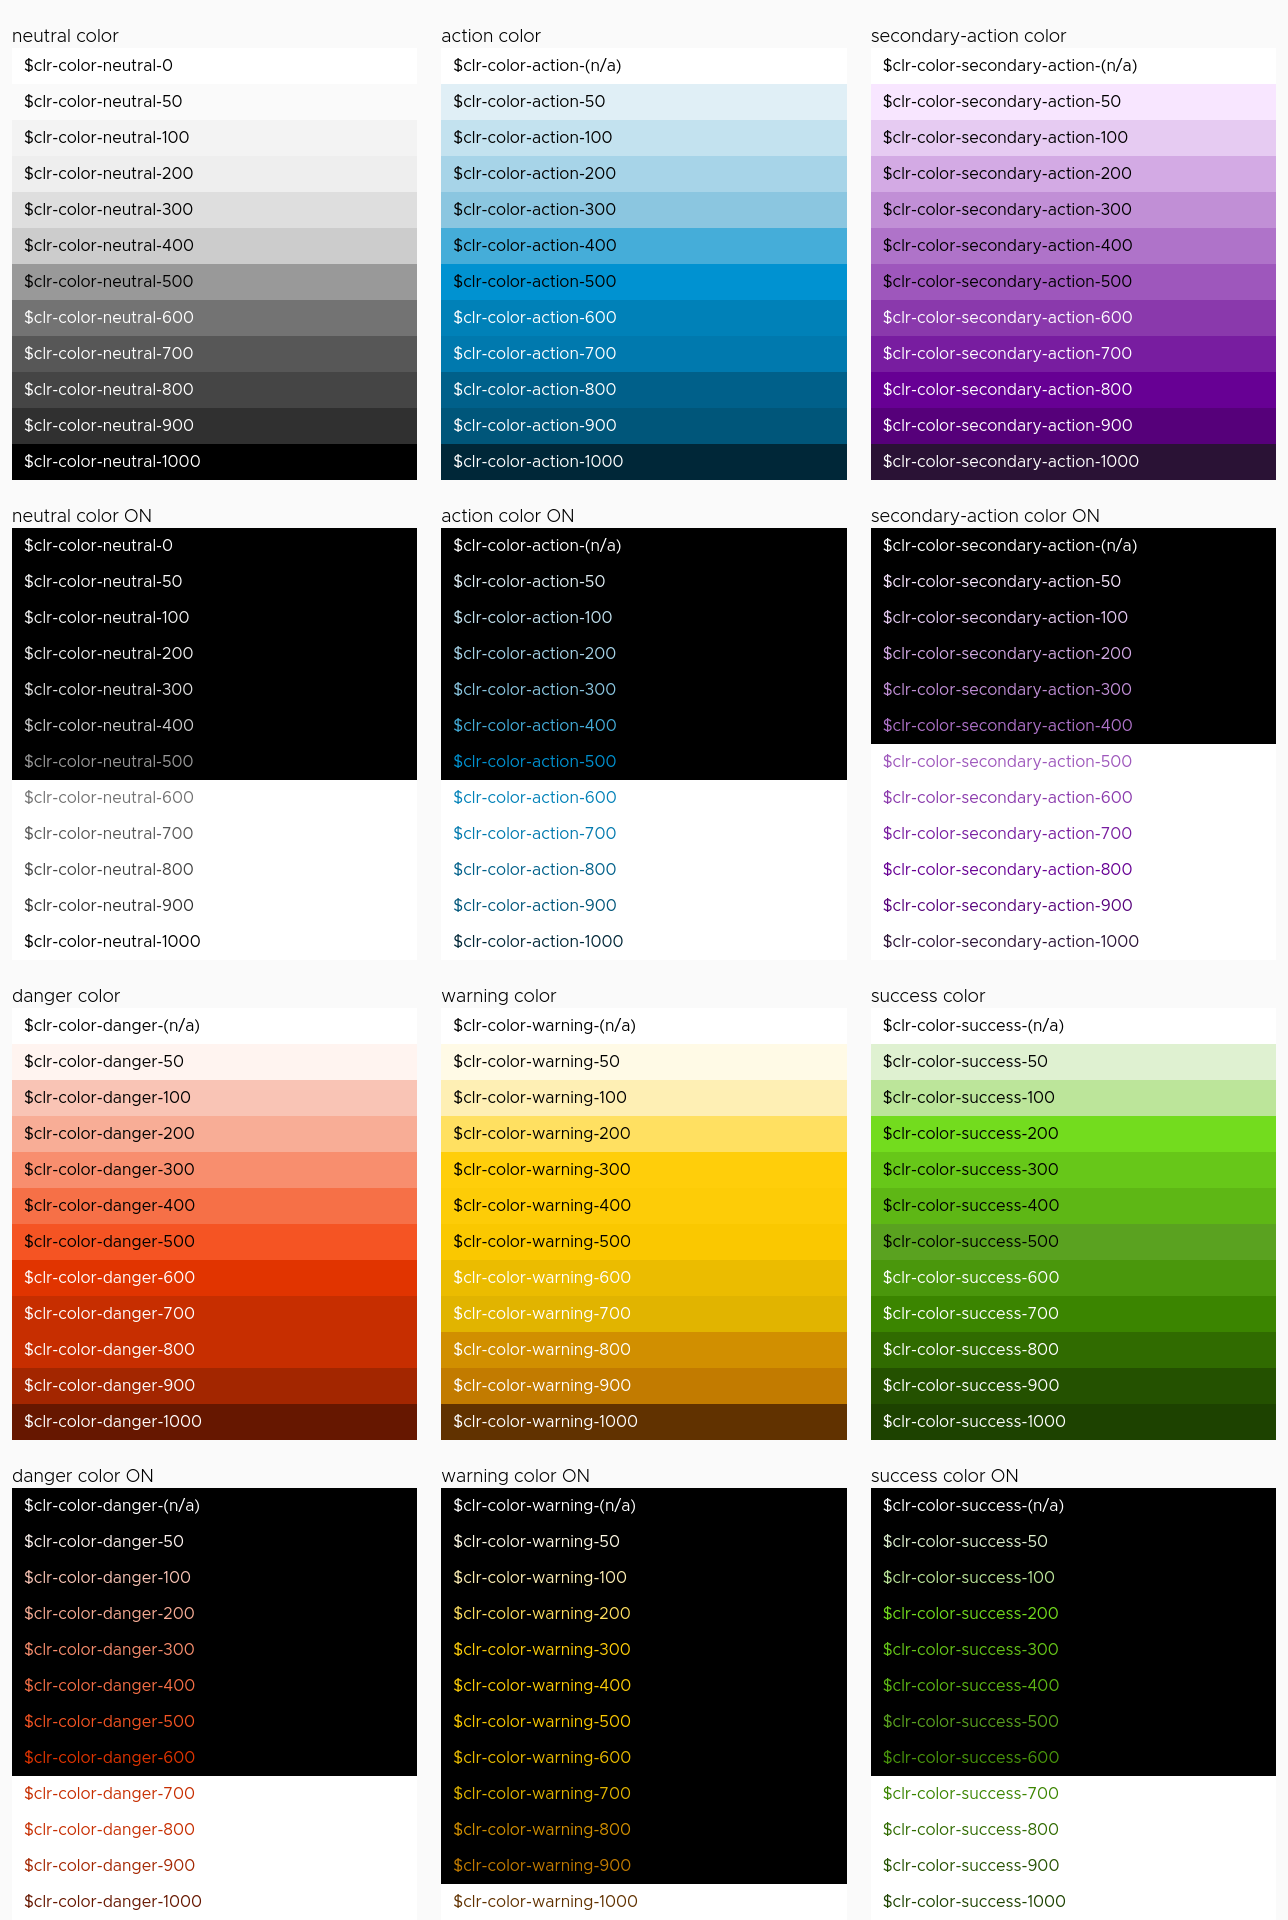 neutral color
$clr-color-neutral-0
$clr-color-neutral-50
$clr-color-neutral-100
$clr-color-neutral-200
$clr-color-neutral-300
$clr-color-neutral-400
$clr-color-neutral-500
$clr-color-neutral-600
$clr-color-neutral-700
$clr-color-neutral-800
$clr-color-neutral-900
$clr-color-neutral-1000
action color
$clr-color-action-(n/a)
$clr-color-action-50
$clr-color-action-100
$clr-color-action-200
$clr-color-action-300
$clr-color-action-400
$clr-color-action-500
$clr-color-action-600
$clr-color-action-700
$clr-color-action-800
$clr-color-action-900
$clr-color-action-1000
secondary-action color
$clr-color-secondary-action-(n/a)
$clr-color-secondary-action-50
$clr-color-secondary-action-100
$clr-color-secondary-action-200
$clr-color-secondary-action-300
$clr-color-secondary-action-400
$clr-color-secondary-action-500
$clr-color-secondary-action-600
$clr-color-secondary-action-700
$clr-color-secondary-action-800
$clr-color-secondary-action-900
$clr-color-secondary-action-1000
neutral color ON
$clr-color-neutral-0
$clr-color-neutral-50
$clr-color-neutral-100
$clr-color-neutral-200
$clr-color-neutral-300
$clr-color-neutral-400
$clr-color-neutral-500
$clr-color-neutral-600
$clr-color-neutral-700
$clr-color-neutral-800
$clr-color-neutral-900
$clr-color-neutral-1000
action color ON
$clr-color-action-(n/a)
$clr-color-action-50
$clr-color-action-100
$clr-color-action-200
$clr-color-action-300
$clr-color-action-400
$clr-color-action-500
$clr-color-action-600
$clr-color-action-700
$clr-color-action-800
$clr-color-action-900
$clr-color-action-1000
secondary-action color ON
$clr-color-secondary-action-(n/a)
$clr-color-secondary-action-50
$clr-color-secondary-action-100
$clr-color-secondary-action-200
$clr-color-secondary-action-300
$clr-color-secondary-action-400
$clr-color-secondary-action-500
$clr-color-secondary-action-600
$clr-color-secondary-action-700
$clr-color-secondary-action-800
$clr-color-secondary-action-900
$clr-color-secondary-action-1000
danger color
$clr-color-danger-(n/a)
$clr-color-danger-50
$clr-color-danger-100
$clr-color-danger-200
$clr-color-danger-300
$clr-color-danger-400
$clr-color-danger-500
$clr-color-danger-600
$clr-color-danger-700
$clr-color-danger-800
$clr-color-danger-900
$clr-color-danger-1000
warning color
$clr-color-warning-(n/a)
$clr-color-warning-50
$clr-color-warning-100
$clr-color-warning-200
$clr-color-warning-300
$clr-color-warning-400
$clr-color-warning-500
$clr-color-warning-600
$clr-color-warning-700
$clr-color-warning-800
$clr-color-warning-900
$clr-color-warning-1000
success color
$clr-color-success-(n/a)
$clr-color-success-50
$clr-color-success-100
$clr-color-success-200
$clr-color-success-300
$clr-color-success-400
$clr-color-success-500
$clr-color-success-600
$clr-color-success-700
$clr-color-success-800
$clr-color-success-900
$clr-color-success-1000
danger color ON
$clr-color-danger-(n/a)
$clr-color-danger-50
$clr-color-danger-100
$clr-color-danger-200
$clr-color-danger-300
$clr-color-danger-400
$clr-color-danger-500
$clr-color-danger-600
$clr-color-danger-700
$clr-color-danger-800
$clr-color-danger-900
$clr-color-danger-1000
warning color ON
$clr-color-warning-(n/a)
$clr-color-warning-50
$clr-color-warning-100
$clr-color-warning-200
$clr-color-warning-300
$clr-color-warning-400
$clr-color-warning-500
$clr-color-warning-600
$clr-color-warning-700
$clr-color-warning-800
$clr-color-warning-900
$clr-color-warning-1000
success color ON
$clr-color-success-(n/a)
$clr-color-success-50
$clr-color-success-100
$clr-color-success-200
$clr-color-success-300
$clr-color-success-400
$clr-color-success-500
$clr-color-success-600
$clr-color-success-700
$clr-color-success-800
$clr-color-success-900
$clr-color-success-1000